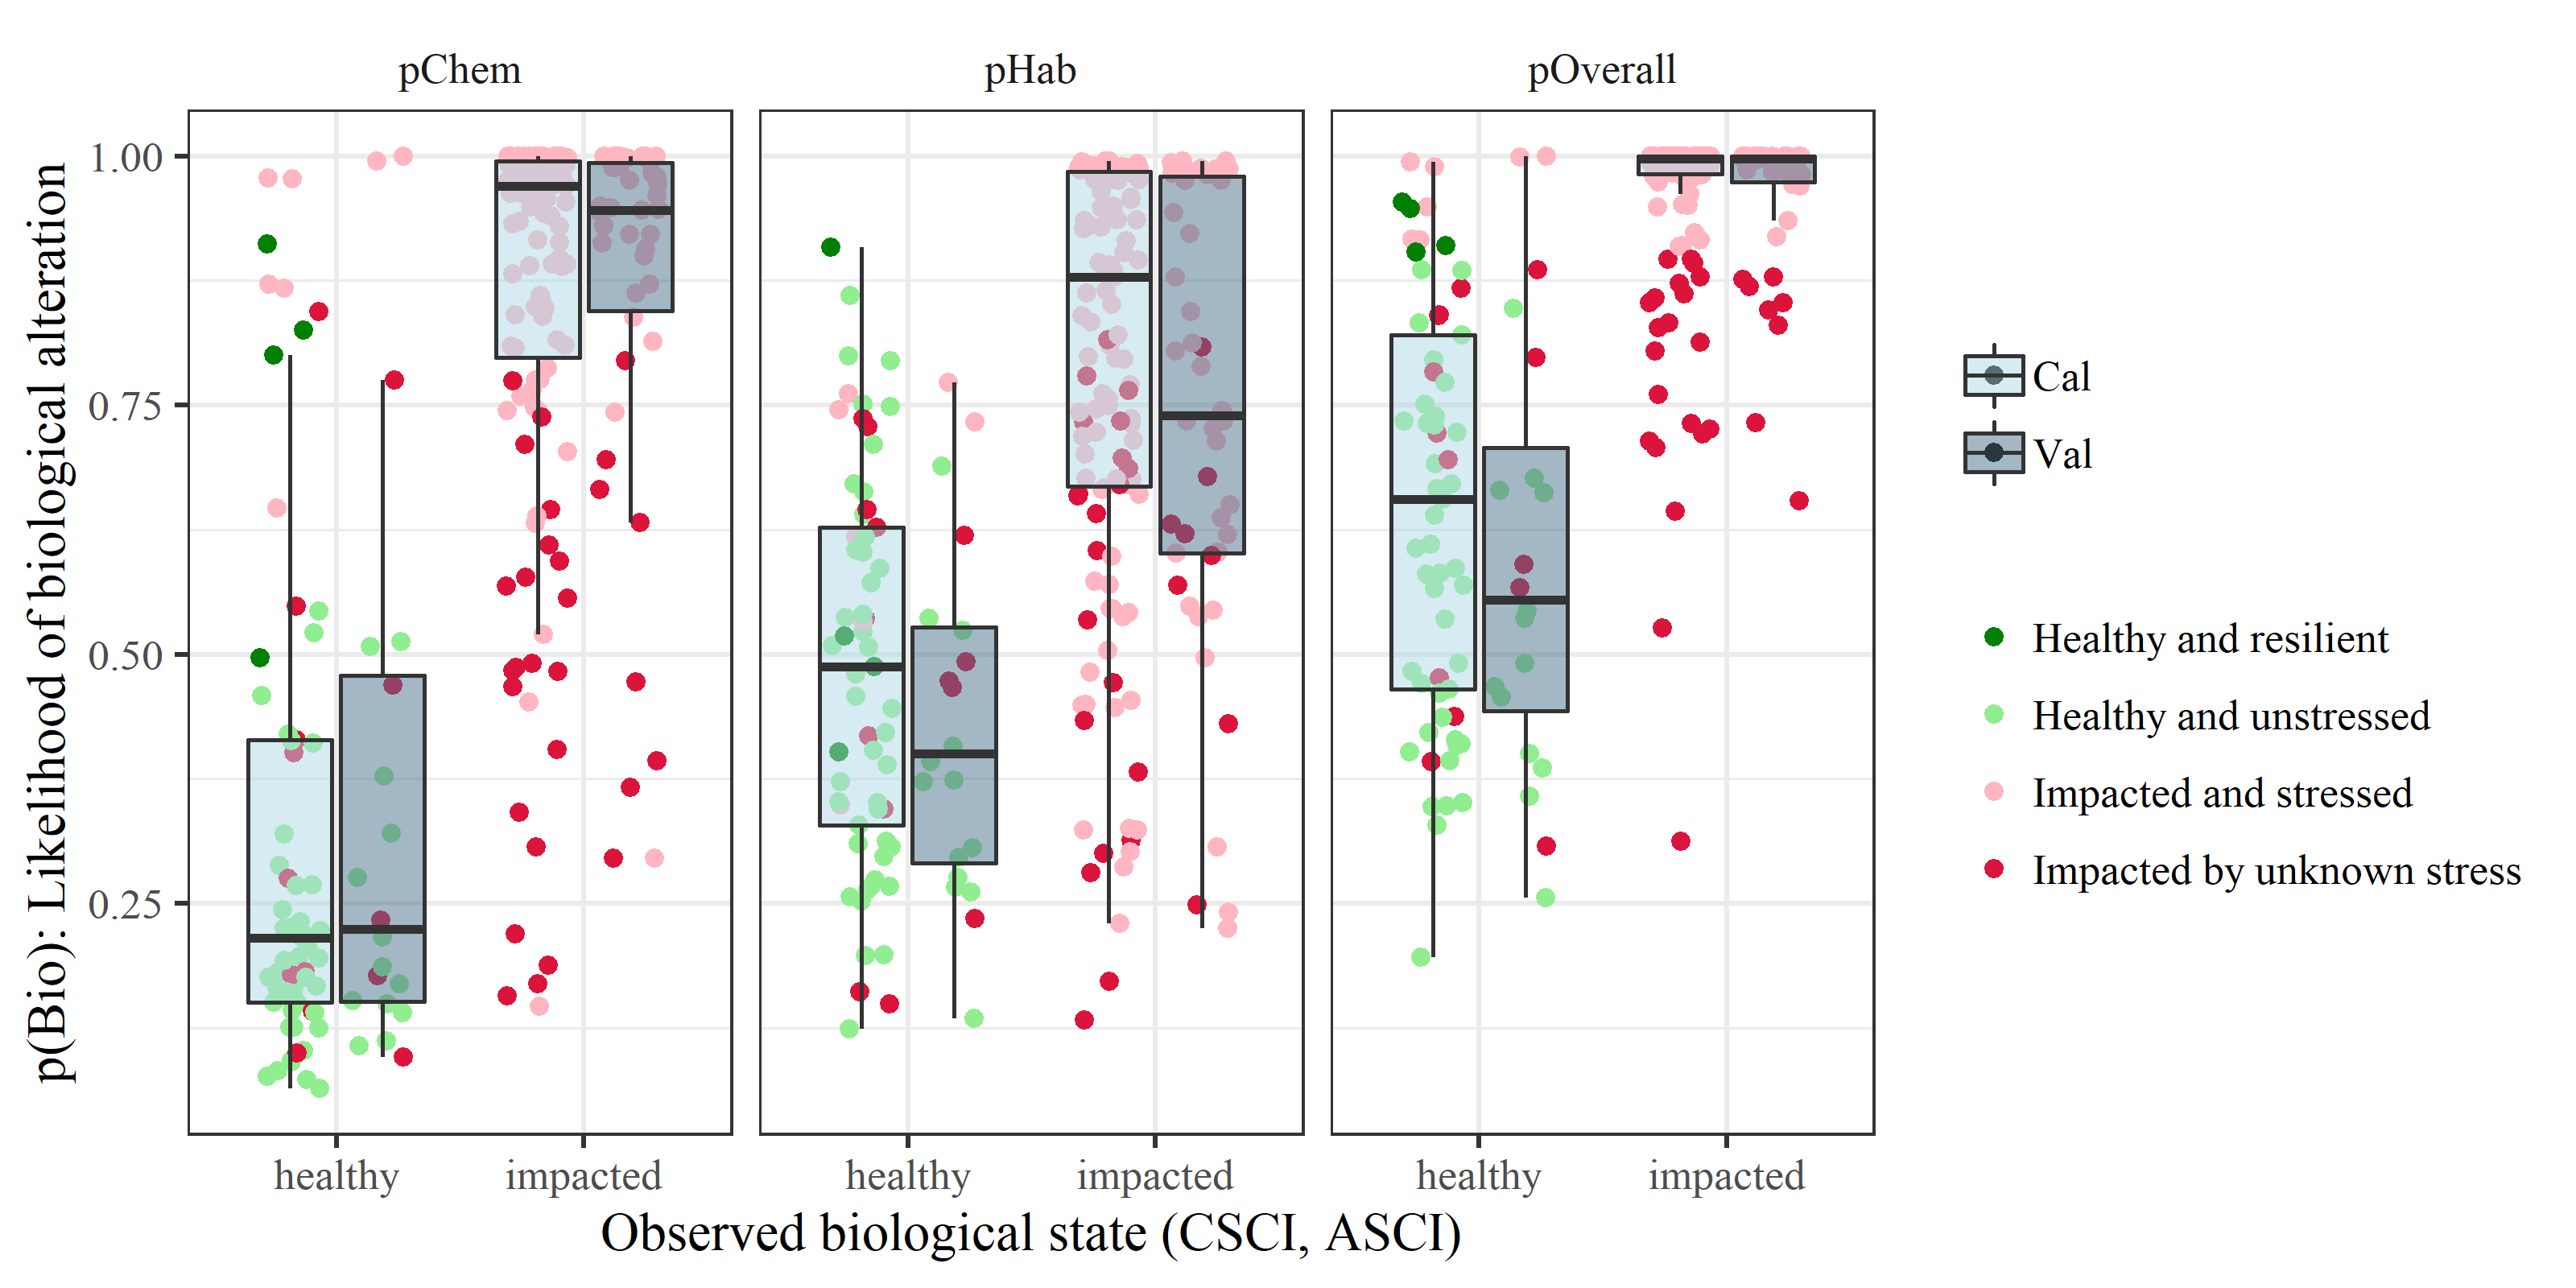 pChem pHab pOverall
p(Bio): Likelihood of biological alteration
1.00
0.75
0.50
0.25
healthy impacted healthy impacted healthy impacted
Observed biological state (CSCI, ASCI)
Cal
Val
Healthy and resilient
Healthy and unstressed
Impacted and stressed
Impacted by unknown stress